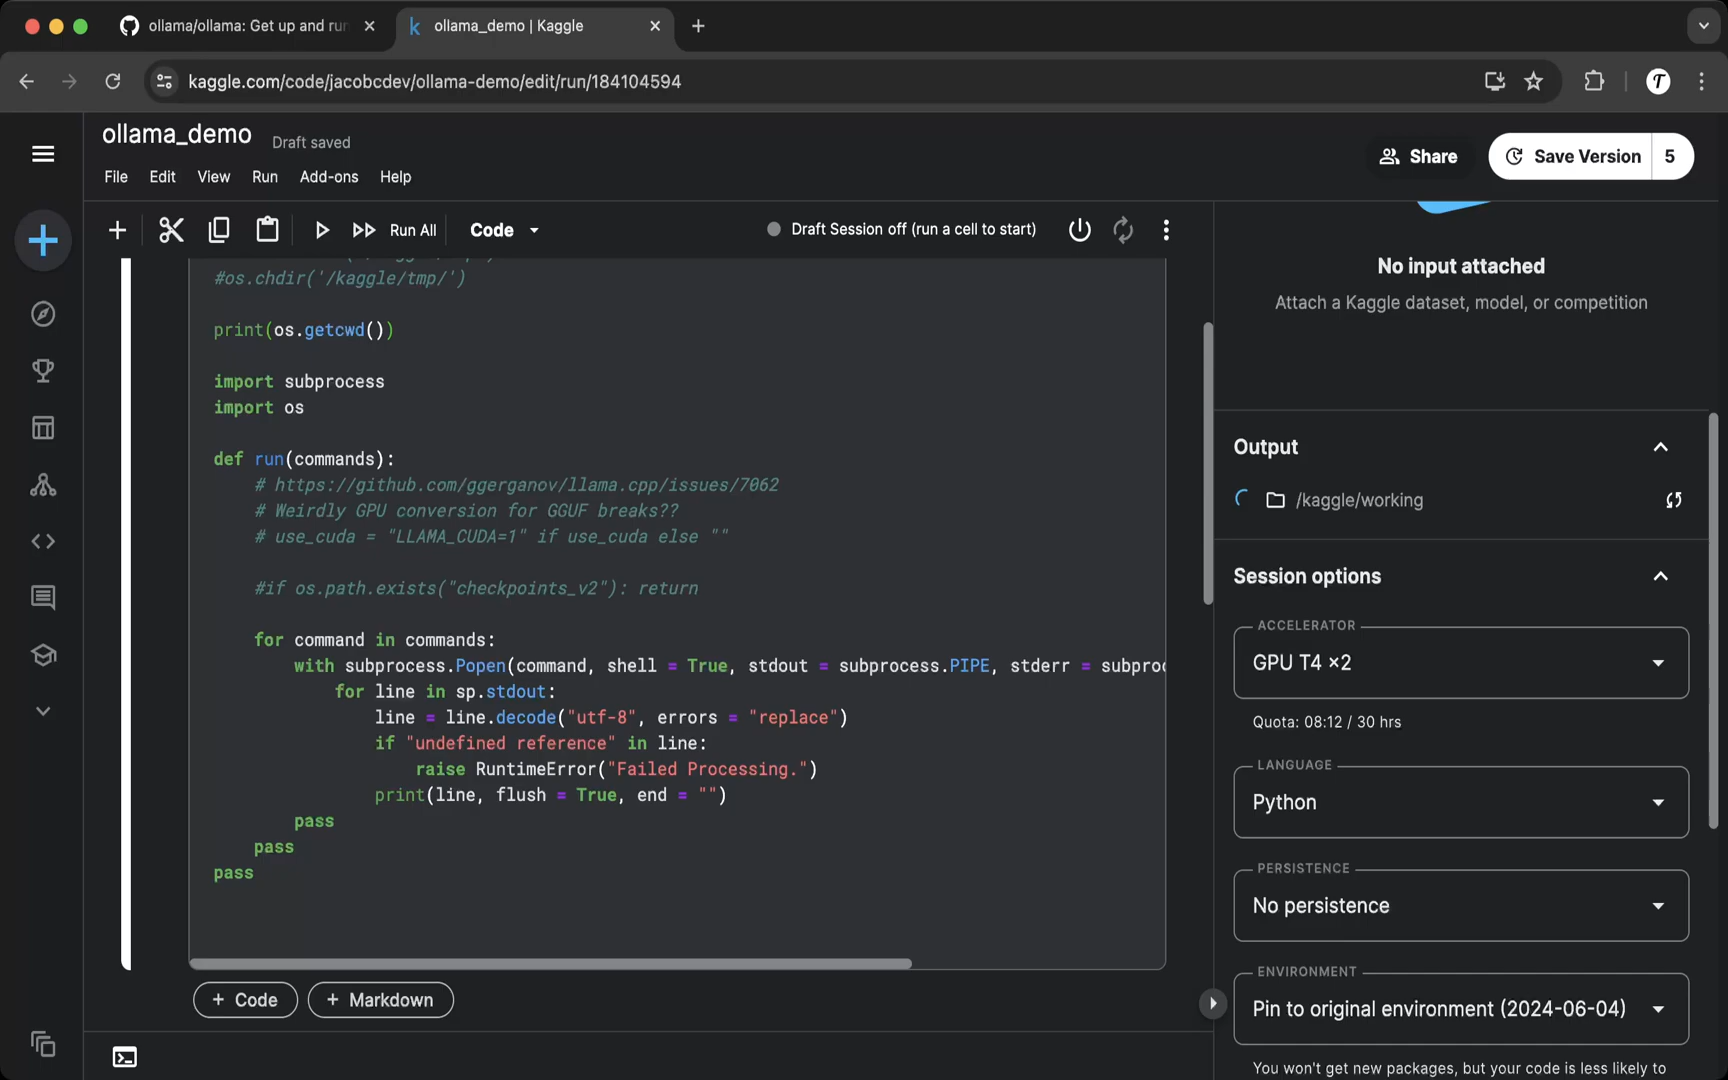 ollama/ollama: Get up and run
ollama_demo | Kaggle
kaggle.com/code/jacobcdev/ollama-demo/edit/run/184104594
ollama_demo
Draft saved
File Edit View Run Add-ons Help
Share
Save Version 5
Run All
Code
Draft Session off (run a cell to start)
#os.chdir('/kaggle/tmp/')
print(os.getcwd())
import subprocess
import os
def run(commands):
# https://github.com/ggerganov/llama.cpp/issues/7062
# Weirdly GPU conversion for GGUF breaks??
# use_cuda = "LLAMA_CUDA=1" if use_cuda else ""
#if os.path.exists("checkpoints_v2"): return
for command in commands:
with subprocess.Popen(command, shell = True, stdout = subprocess.PIPE, stderr = subproc
for line in sp.stdout:
line = line.decode("utf-8", errors = "replace")
if "undefined reference" in line:
raise RuntimeError("Failed Processing.")
print(line, flush = True, end = "")
pass
pass
pass
+ Code
+ Markdown
No input attached
Attach a Kaggle dataset, model, or competition
Output
/kaggle/working
Session options
ACCELERATOR
GPU T4 ×2
Quota: 08:12 / 30 hrs
LANGUAGE
Python
PERSISTENCE
No persistence
ENVIRONMENT
Pin to original environment (2024-06-04)
You won't get new packages, but your code is less likely to